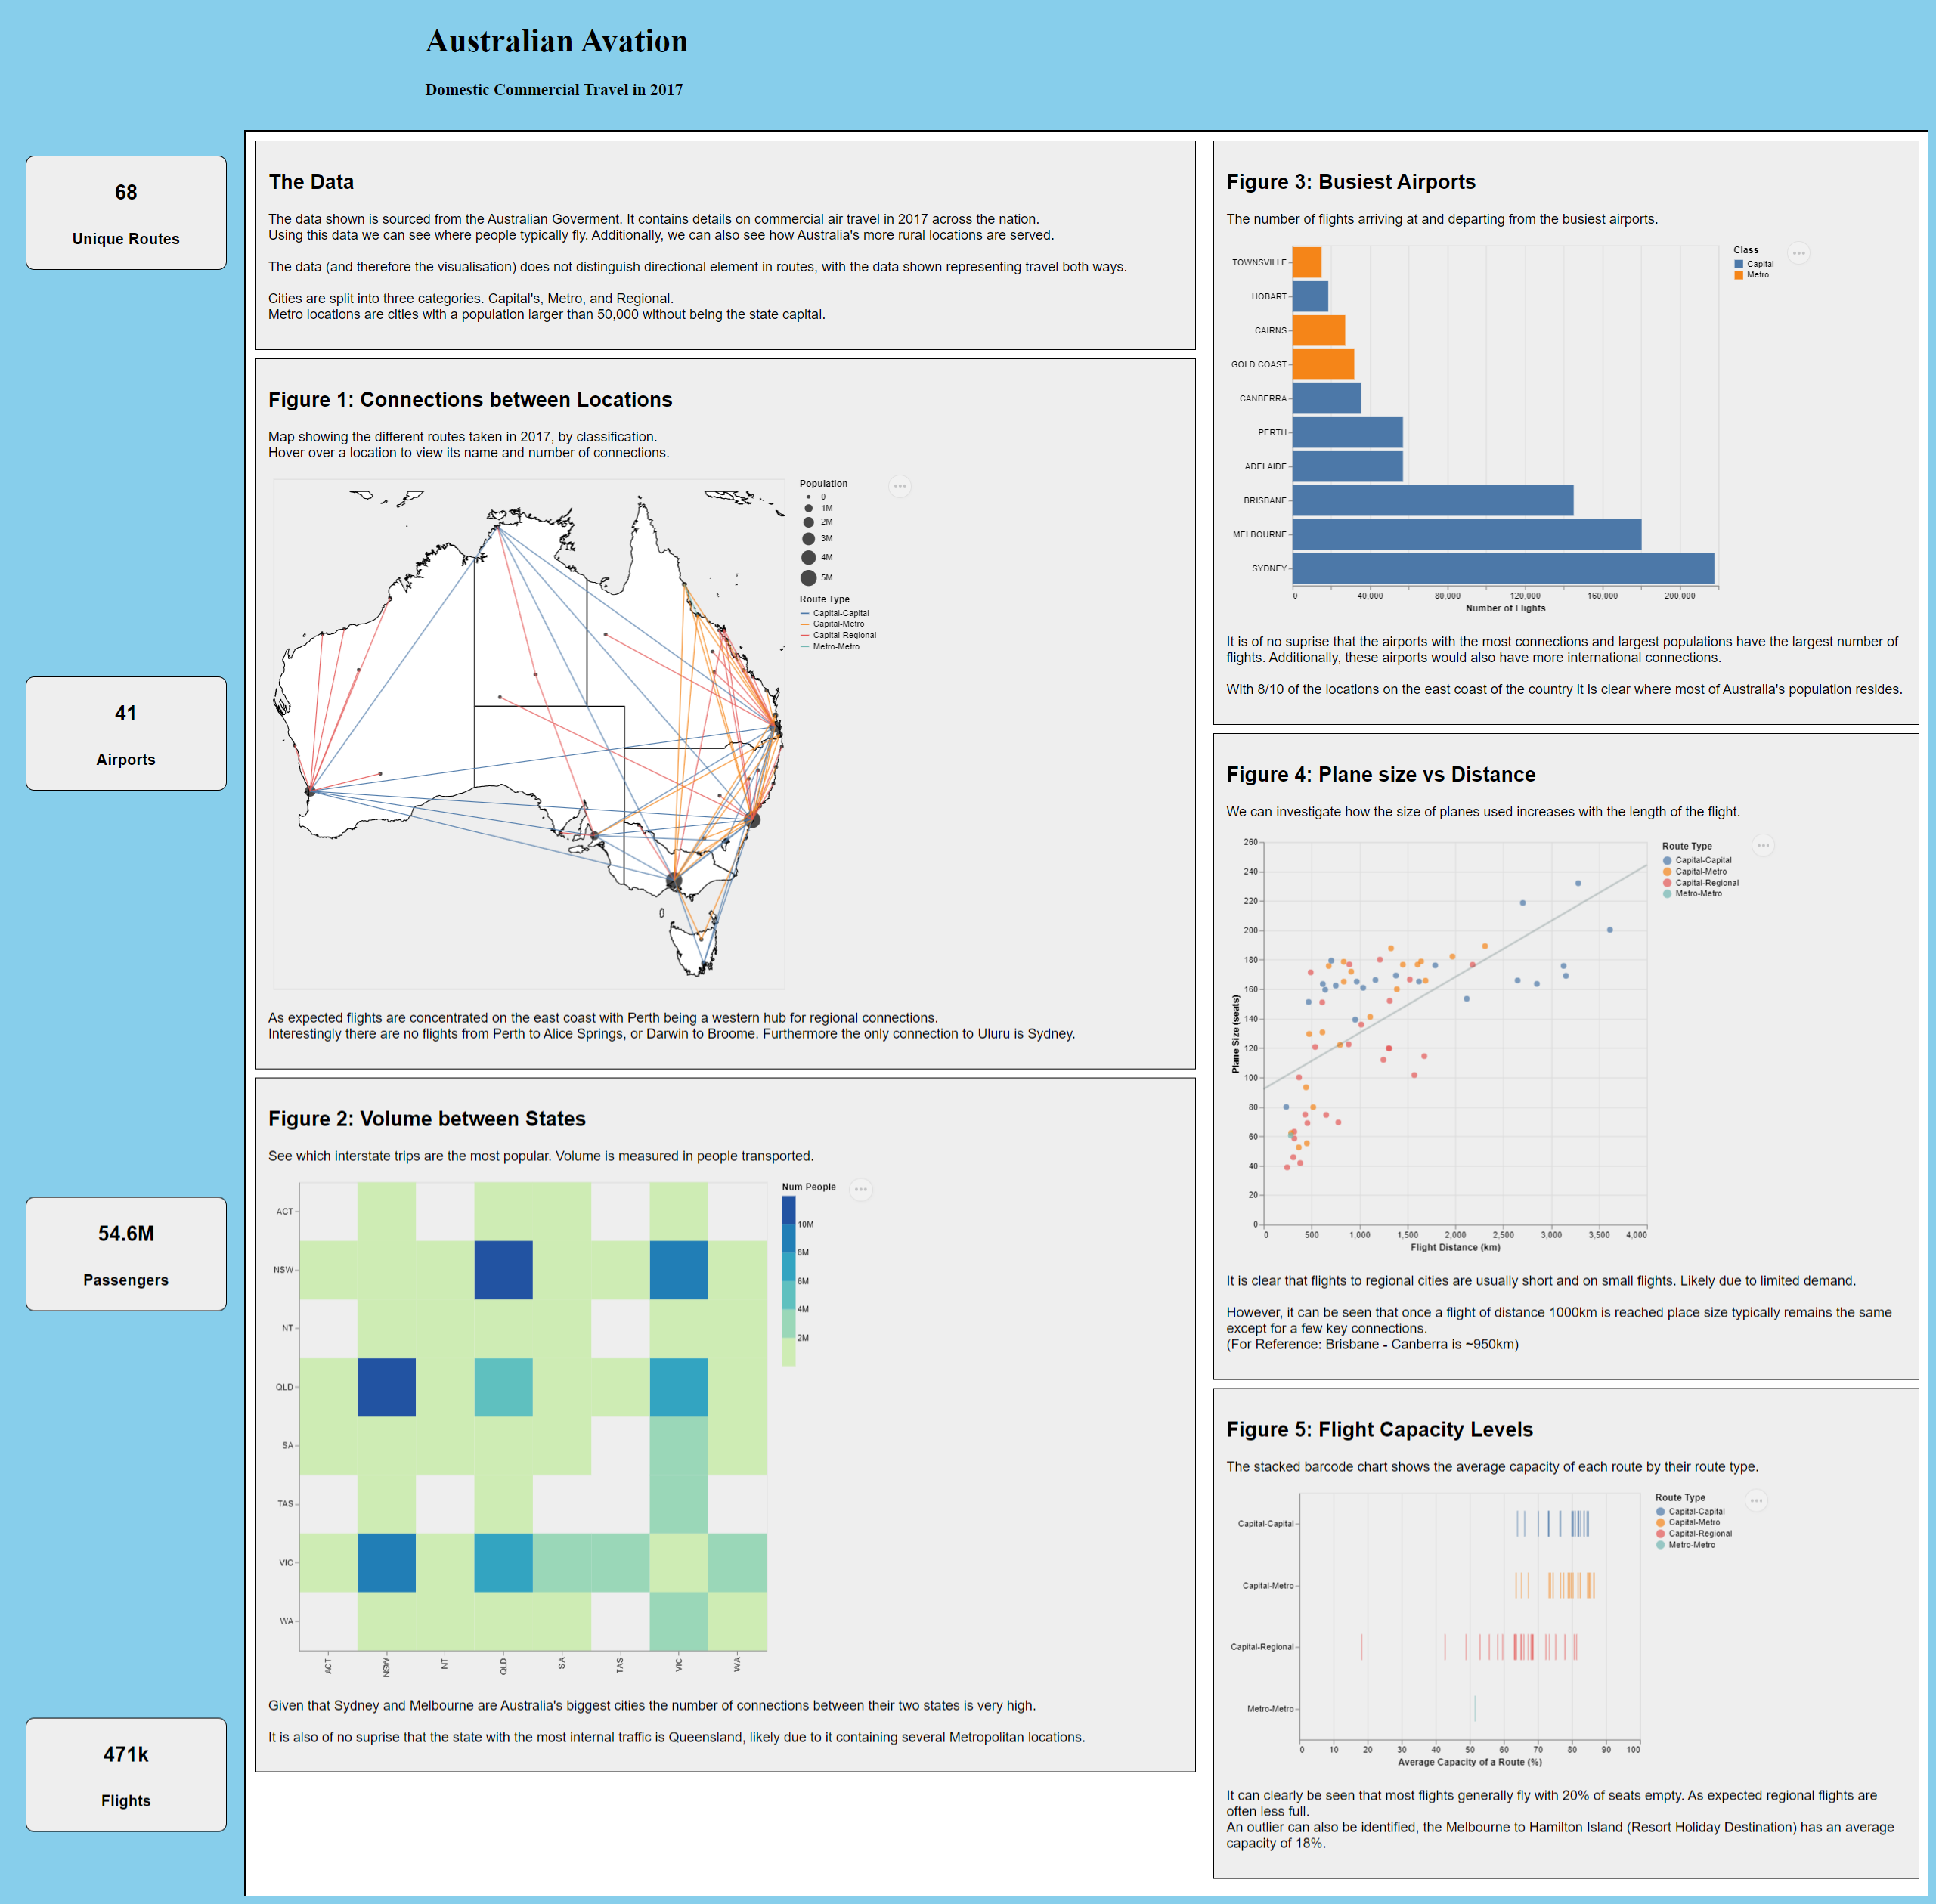 Australian Avation
Domestic Commercial Travel in 2017
68
Unique Routes
41
Airports
54.6M
Passengers
471k
Flights
The Data
The data shown is sourced from the Australian Goverment. It contains details on commercial air travel in 2017 across the nation.
Using this data we can see where people typically fly. Additionally, we can also see how Australia's more rural locations are served.
The data (and therefore the visualisation) does not distinguish directional element in routes, with the data shown representing travel both ways.
Cities are split into three categories. Capital's, Metro, and Regional.
Metro locations are cities with a population larger than 50,000 without being the state capital.
Figure 1: Connections between Locations
Map showing the different routes taken in 2017, by classification.
Hover over a location to view its name and number of connections.
Population
0
1M
2M
3M
4M
5M
Route Type
Capital-Capital
Capital-Metro
Capital-Regional
Metro-Metro
As expected flights are concentrated on the east coast with Perth being a western hub for regional connections.
Interestingly there are no flights from Perth to Alice Springs, or Darwin to Broome. Furthermore the only connection to Uluru is Sydney.
Figure 2: Volume between States
See which interstate trips are the most popular. Volume is measured in people transported.
Num People
10M
8M
6M
4M
2M
ACT
NSW
NT
QLD
SA
TAS
VIC
WA
ACT
NSW
NT
QLD
SA
TAS
VIC
WA
Given that Sydney and Melbourne are Australia's biggest cities the number of connections between their two states is very high.
It is also of no suprise that the state with the most internal traffic is Queensland, likely due to it containing several Metropolitan locations.
Figure 3: Busiest Airports
The number of flights arriving at and departing from the busiest airports.
Class
Capital
Metro
TOWNSVILLE
HOBART
CAIRNS
GOLD COAST
CANBERRA
PERTH
ADELAIDE
BRISBANE
MELBOURNE
SYDNEY
0 40,000 80,000 120,000 160,000 200,000
Number of Flights
It is of no suprise that the airports with the most connections and largest populations have the largest number of
flights. Additionally, these airports would also have more international connections.
With 8/10 of the locations on the east coast of the country it is clear where most of Australia's population resides.
Figure 4: Plane size vs Distance
We can investigate how the size of planes used increases with the length of the flight.
Route Type
Capital-Capital
Capital-Metro
Capital-Regional
Metro-Metro
Plane Size (seats)
260
240
220
200
180
160
140
120
100
80
60
40
20
0
0 500 1,000 1,500 2,000 2,500 3,000 3,500 4,000
Flight Distance (km)
It is clear that flights to regional cities are usually short and on small flights. Likely due to limited demand.
However, it can be seen that once a flight of distance 1000km is reached place size typically remains the same
except for a few key connections.
(For Reference: Brisbane - Canberra is ~950km)
Figure 5: Flight Capacity Levels
The stacked barcode chart shows the average capacity of each route by their route type.
Route Type
Capital-Capital
Capital-Metro
Capital-Regional
Metro-Metro
Capital-Capital
Capital-Metro
Capital-Regional
Metro-Metro
0 10 20 30 40 50 60 70 80 90 100
Average Capacity of a Route (%)
It can clearly be seen that most flights generally fly with 20% of seats empty. As expected regional flights are
often less full.
An outlier can also be identified, the Melbourne to Hamilton Island (Resort Holiday Destination) has an average
capacity of 18%.